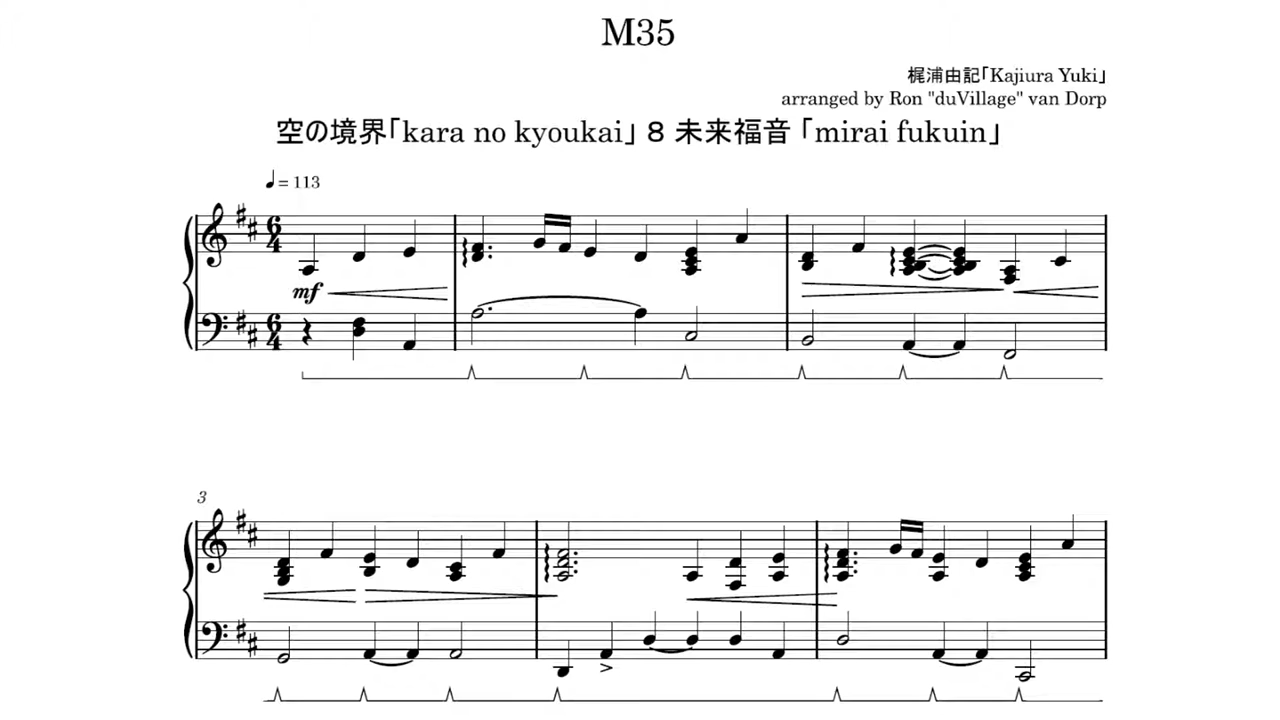 M35
梶浦由記「Kajiura Yuki」
arranged by Ron "duVillage" van Dorp
空の境界「kara no kyoukai」８ 未来福音 「mirai fukuin」
♩= 113
6
4
mf
6
4
3